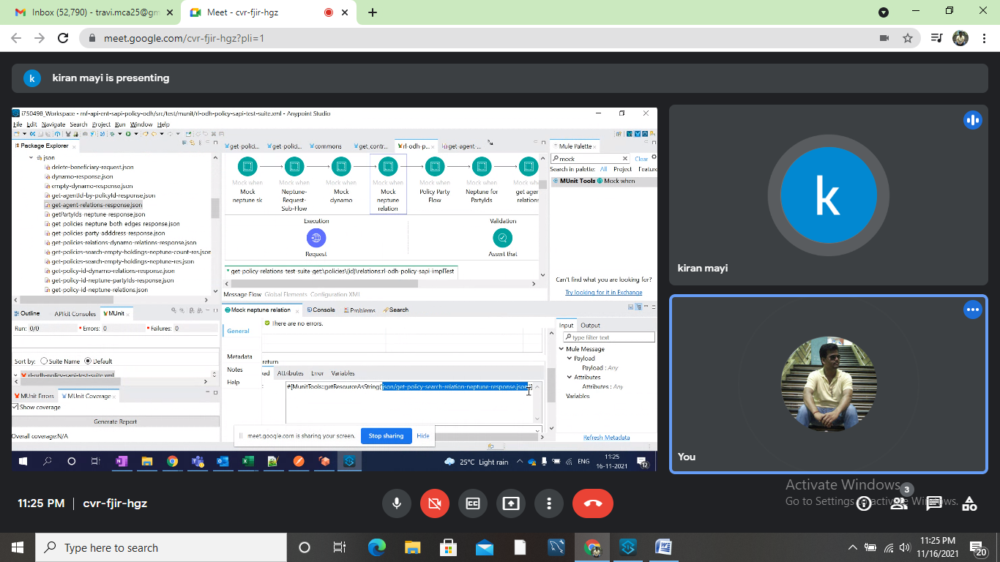 Inbox (52,790) - travi.mca25@gm
Meet - cvr-fjir-hgz
meet.google.com/cvr-fjir-hgz?pli=1
k
kiran mayi is presenting
i750498_Workspace - mf-api-ent-sapi-policy-odh/src/test/munit/rl-odh-policy-sapi-test-suite.xml - Anypoint Studio
File Edit Navigate Search Project Run Window Help
Package Explorer
json
delete-beneficiary-request.json
dynamo-response.json
empty-dynamo-response.json
get-agentId-by-policyId-response.json
get-agent-relations-response.json
getPartyIds-neptune-response.json
get-policies-neptune-both-edges-response.json
get-policies-party-adddress-response.json
get-policies-relations-dynamo-relations-response.json
get-policies-search-empty-holdings-neptune-count-res.json
get-policies-search-empty-holdings-neptune-res.json
get-policy-id-dynamo-relations-response.json
get-policy-id-neptune-partyIds-response.json
get-policy-id-neptune-relations.json
get-polici...
get-polici...
commons
get_contr...
rl-odh-p...
get-agent-...
Mock when
Mock neptune sk
Mock when
Neptune-Request-Sub-Flow
Mock when
Mock dynamo
Mock when
Mock neptune relation
Mock when
Policy Party Flow
Mock when
Neptune for PartyIds
Mock when
get agent relations
Execution
Request
Validation
Assert that
get-policy-relations-test-suite-get:\policies\(id)\relations:rl-odh-policy-sapi-implTest
Message Flow Global Elements Configuration XML
Mule Palette
mock
Clear
Search in palette: All Project Feature
MUnit Tools Mock when
Can't find what you are looking for?
Try looking for it in Exchange
Outline
APIkit Consoles
MUnit
Run: 0/0
Errors: 0
Failures: 0
Sort by: Suite Name Default
rl-odh-policy-sapi-test-suite.xml
MUnit Errors
MUnit Coverage
Show coverage
Generate Report
Overall coverage:N/A
Mock neptune relation
Console
Problems
Search
There are no errors.
General
Metadata
Notes
Help
return
ad
Attributes
Error
Variables
#[MunitTools::getResourceAsString('json/get-policy-search-relation-neptune-response.json')]
Input
Output
type filter text
Mule Message
Payload
Payload : Any
Attributes
Attributes : Any
Variables
Refresh Metadata
meet.google.com is sharing your screen.
Stop sharing
Hide
25°C Light rain
ENG
11:25
16-11-2021
12
k
kiran mayi
You
11:25 PM
cvr-fjir-hgz
3
Activate Windows
Go to Settings to activate Windows.
Type here to search
11:25 PM
11/16/2021
20